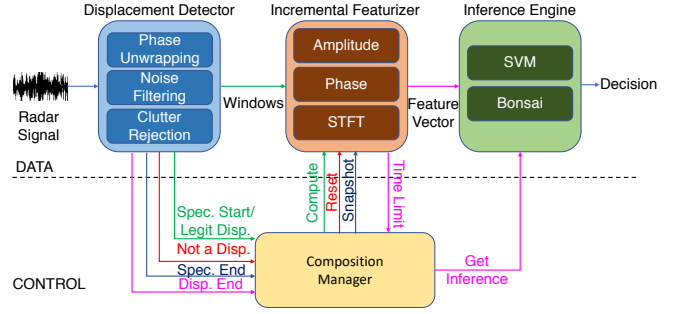 Displacement Detector
Incremental Featurizer
Inference Engine
Phase
Unwrapping
Noise
Filtering
Clutter
Rejection
Amplitude
Phase
STFT
SVM
Bonsai
Radar
Signal
Windows
Feature
Vector
Decision
DATA
Spec. Start/
Legit Disp.
Not a Disp.
Spec. End
Disp. End
Compute
Reset
Snapshot
Time Limit
Composition
Manager
Get
Inference
CONTROL